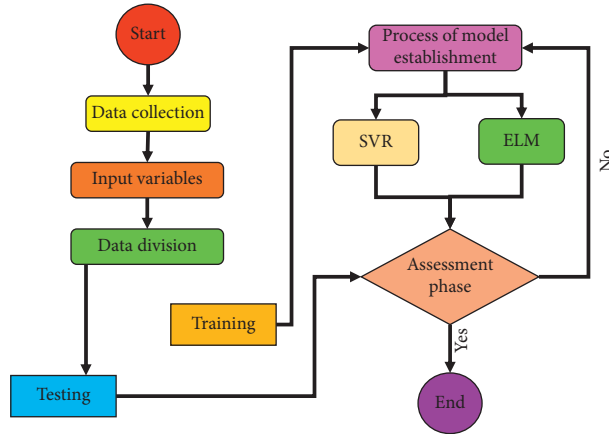 Start
Data collection
Input variables
Data division
Training
Testing
Process of model
establishment
SVR
ELM
Assessment
phase
No
Yes
End